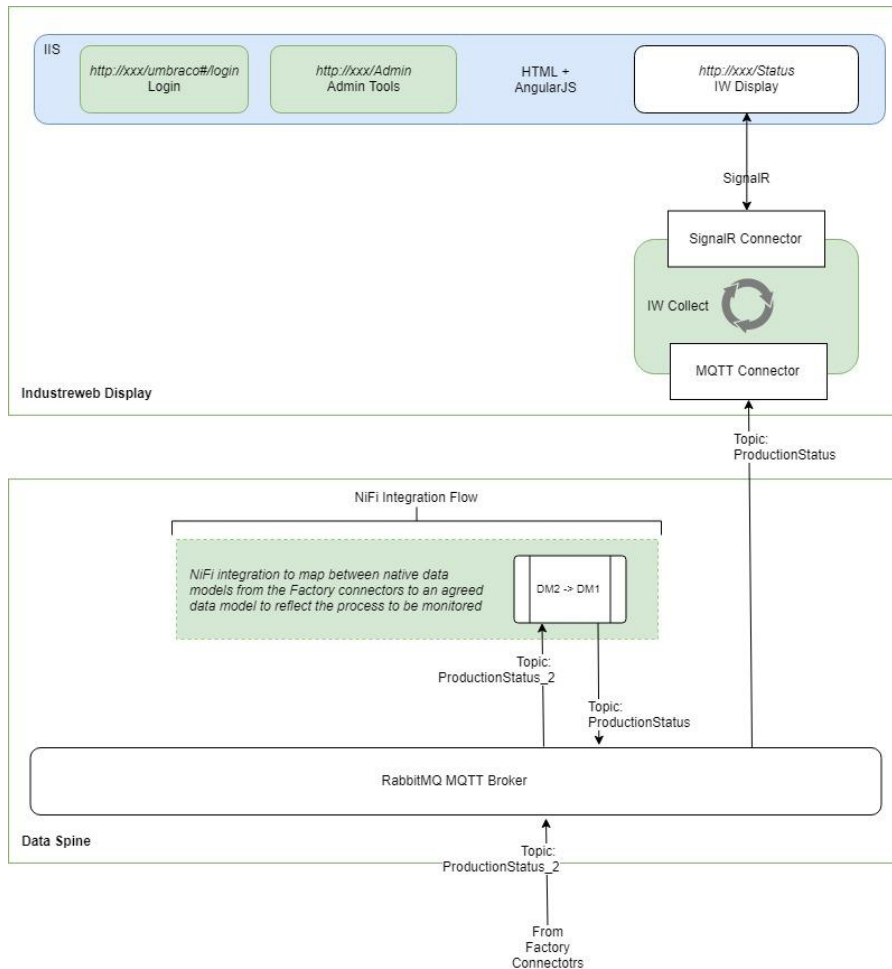 IIS
http://xxx/umbraco#/login
Login
http://xxx/Admin
Admin Tools
HTML +
AngularJS
http://xxx/Status
IW Display
SignalR
SignalR Connector
IW Collect
MQTT Connector
Industreweb Display
Topic:
ProductionStatus
NiFi Integration Flow
NiFi integration to map between native data
models from the Factory connectors to an agreed
data model to reflect the process to be monitored
DM2 -> DM1
Topic:
ProductionStatus_2
Topic:
ProductionStatus
RabbitMQ MQTT Broker
Data Spine
Topic:
ProductionStatus_2
From
Factory
Connectotrs